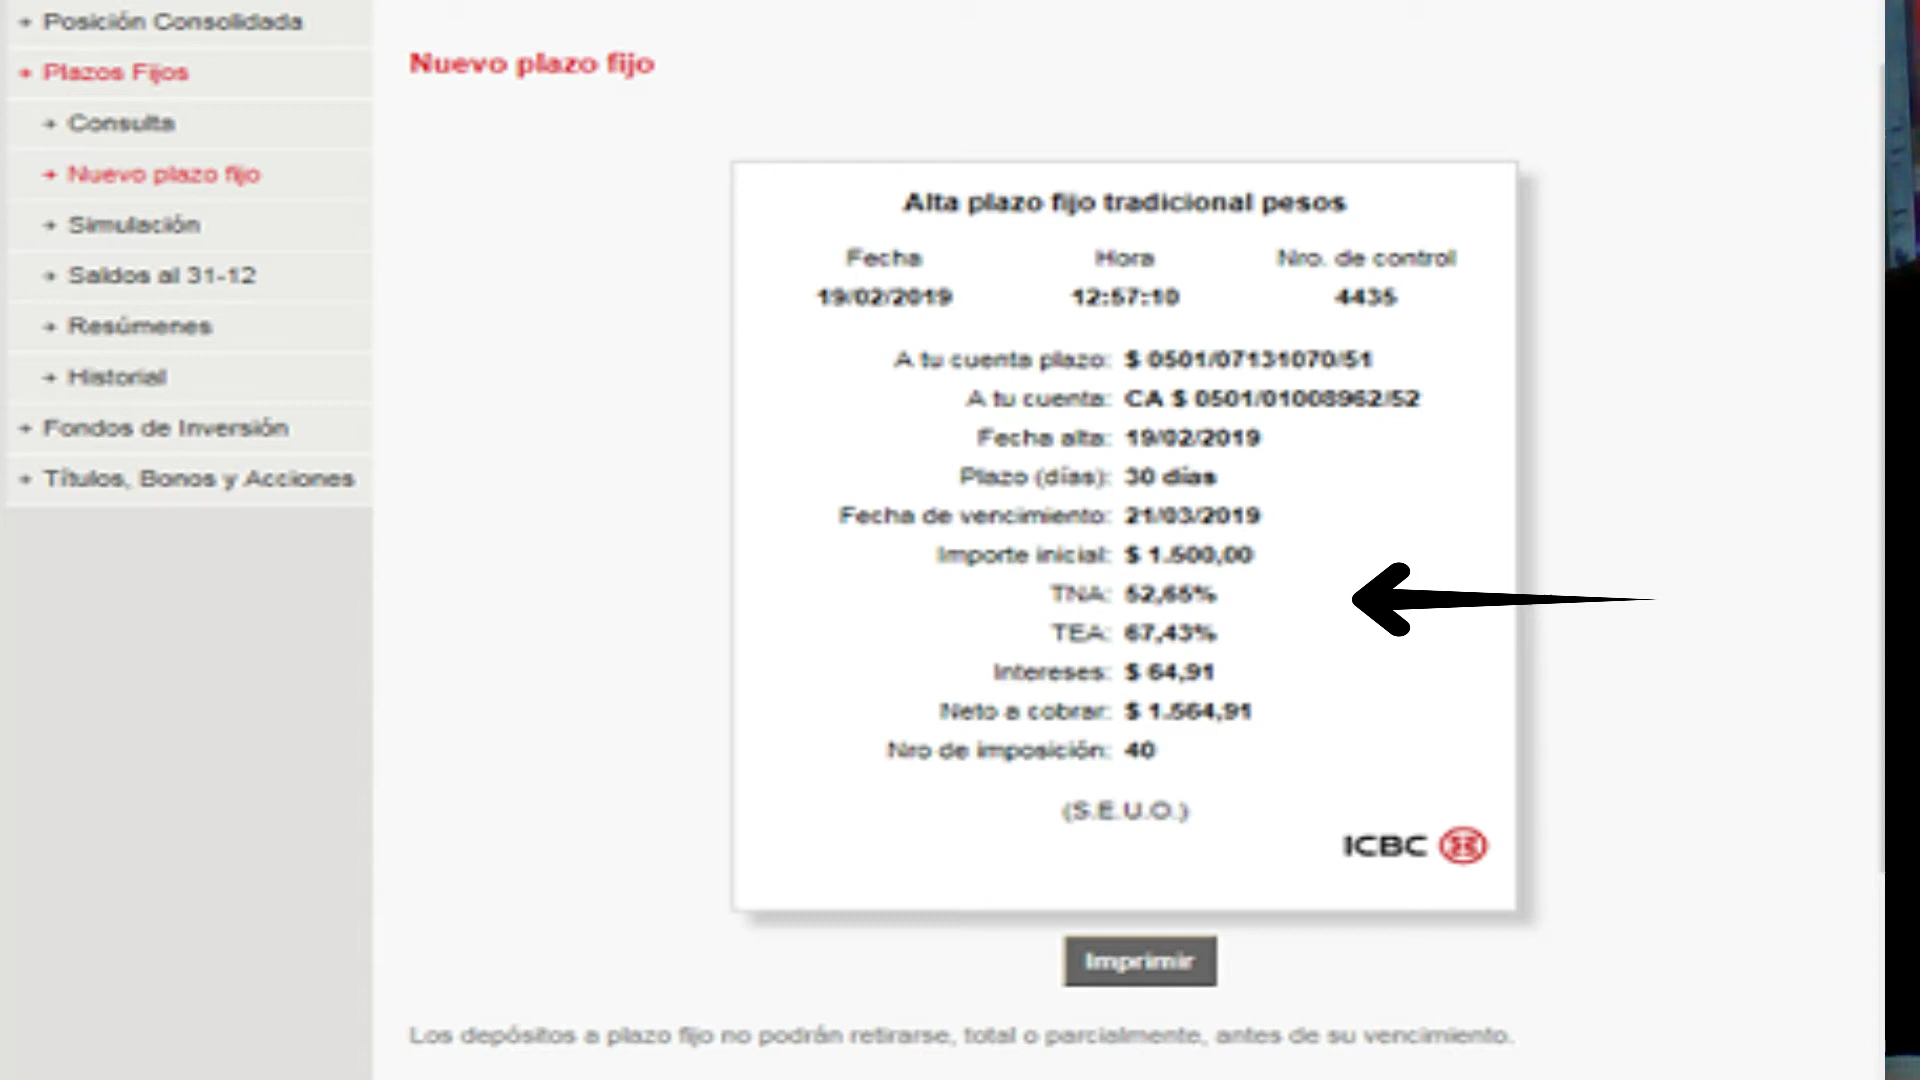 Posición Consolidada
Plazos Fijos
Consulta
Nuevo plazo fijo
Simulación
Saldos al 31-12
Resúmenes
Historial
Fondos de Inversión
Títulos, Bonos y Acciones
Nuevo plazo fijo
Alta plazo fijo tradicional pesos
Fecha Hora Nro. de control
19/02/2019 12:57:10 4435
A tu cuenta plazo: $ 0501/07131070/51
A tu cuenta: CA $ 0501/01008962/52
Fecha alta: 19/02/2019
Plazo (días): 30 días
Fecha de vencimiento: 21/03/2019
Importe inicial: $ 1.500,00
TNA: 52,65%
TEA: 67,43%
Intereses: $ 64,91
Neto a cobrar: $ 1.564,91
Nro de imposición: 40
(S.E.U.O.)
ICBC
Imprimir
Los depósitos a plazo fijo no podrán retirarse, total o parcialmente, antes de su vencimiento.